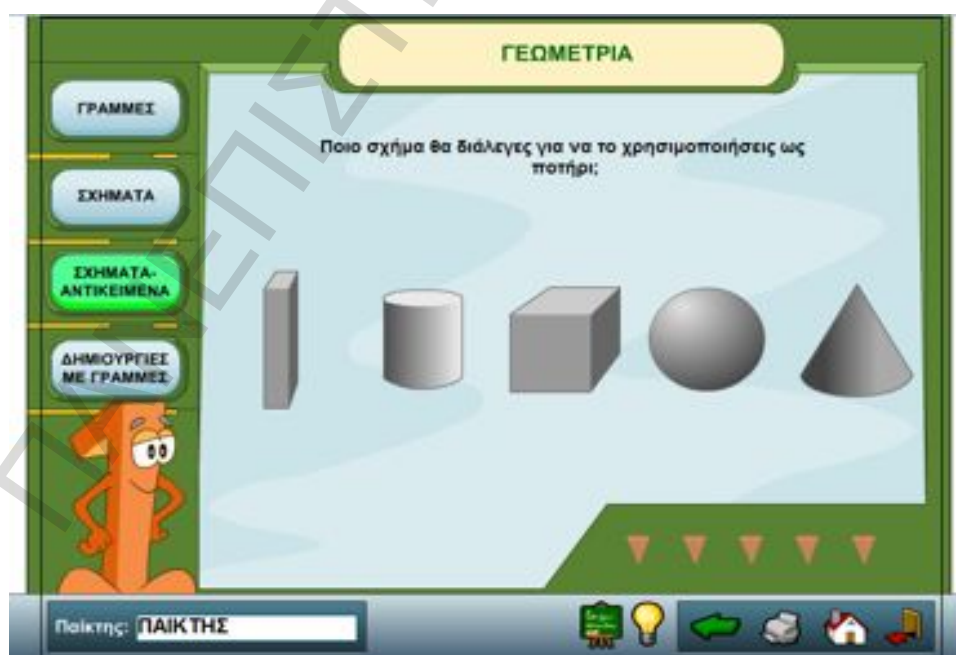 ΓΕΩΜΕΤΡΙΑ
ΓΡΑΜΜΕΣ
ΣΧΗΜΑΤΑ
ΣΧΗΜΑΤΑ-
ΑΝΤΙΚΕΙΜΕΝΑ
ΔΗΜΙΟΥΡΓΙΕΣ
ΜΕ ΓΡΑΜΜΕΣ
Ποιο σχήμα θα διάλεγες για να το χρησιμοποιήσεις ως
ποτήρι;
Παίκτης: ΠΑΙΚΤΗΣ
ΠΑΝΕΠΙΣΤ